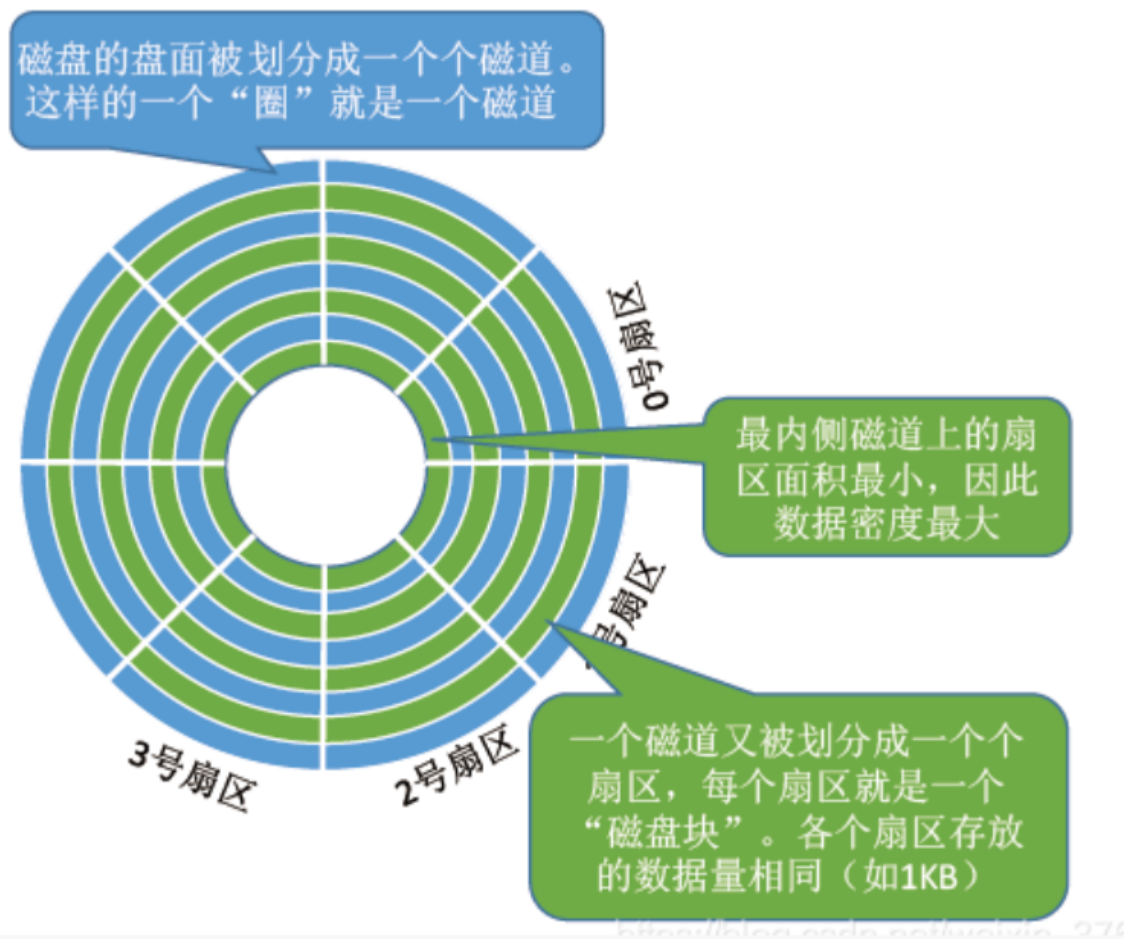 磁盘的盘面被划分成一个个磁道。
这样的一个“圈”就是一个磁道
0号扇区
最内侧磁道上的扇
区面积最小，因此
数据密度最大
号扇区
一个磁道又被划分成一个个
扇区，每个扇区就是一个
“磁盘块”。各个扇区存放
的数据量相同（如1KB）
2号扇区
3号扇区